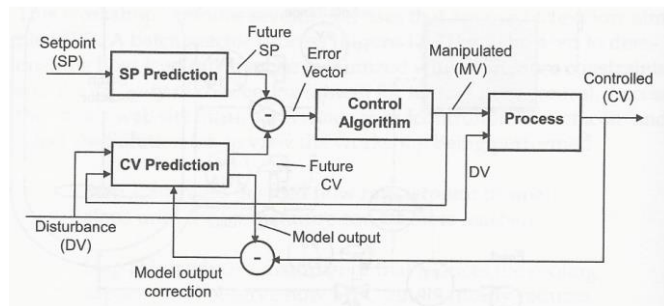 Setpoint
(SP)
SP Prediction
Future
SP
Error
Vector
Control
Algorithm
Manipulated
(MV)
Process
Controlled
(CV)
CV Prediction
Future
CV
DV
Disturbance
(DV)
Model output
-
Model output
correction